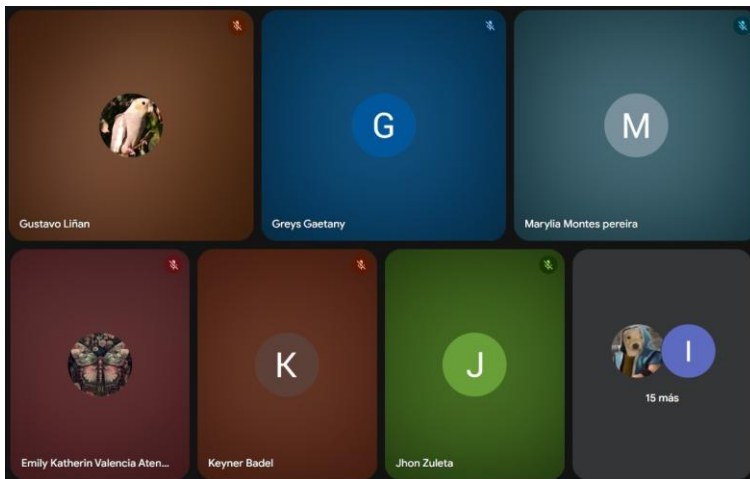 G
M
Gustavo Liñan
Greys Gaetany
Marylia Montes pereira
K
J
I
15 más
Emily Katherin Valencia Aten...
Keyner Badel
Jhon Zuleta